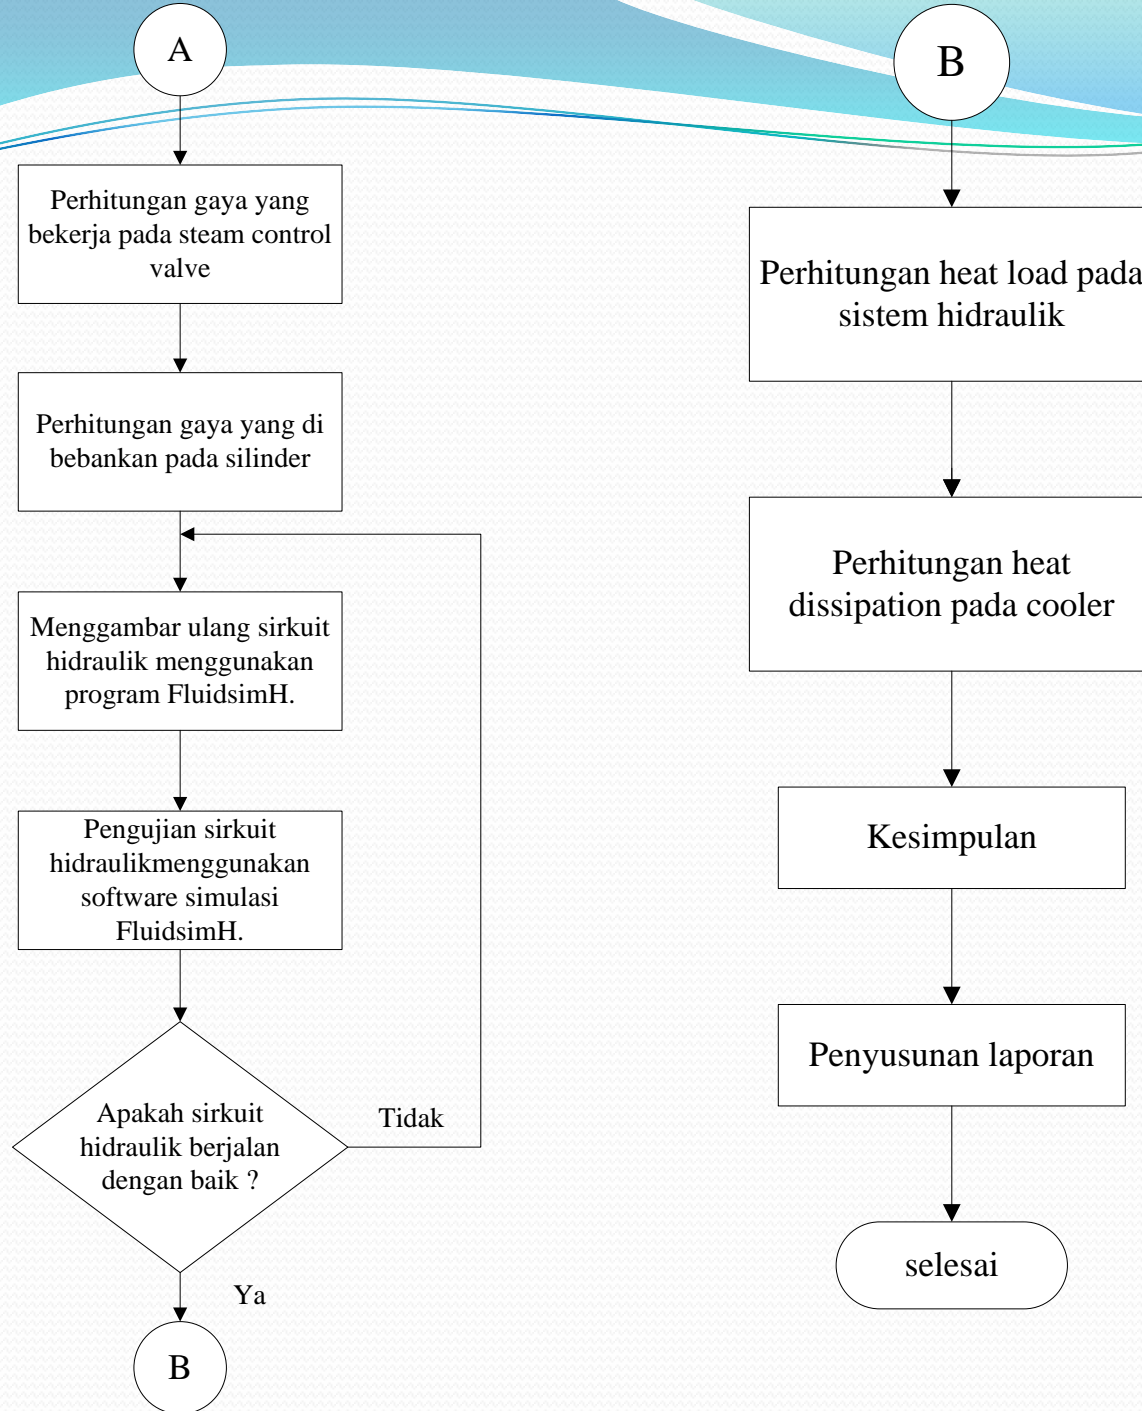 A
Perhitungan gaya yang
bekerja pada steam control
valve
Perhitungan gaya yang di
bebankan pada silinder
Menggambar ulang sirkuit
hidraulik menggunakan
program FluidsimH.
Pengujian sirkuit
hidraulikmenggunakan
software simulasi
FluidsimH.
Apakah sirkuit
hidraulik berjalan
dengan baik ?
Tidak
Ya
B
B
Perhitungan heat load pada
sistem hidraulik
Perhitungan heat
dissipation pada cooler
Kesimpulan
Penyusunan laporan
selesai